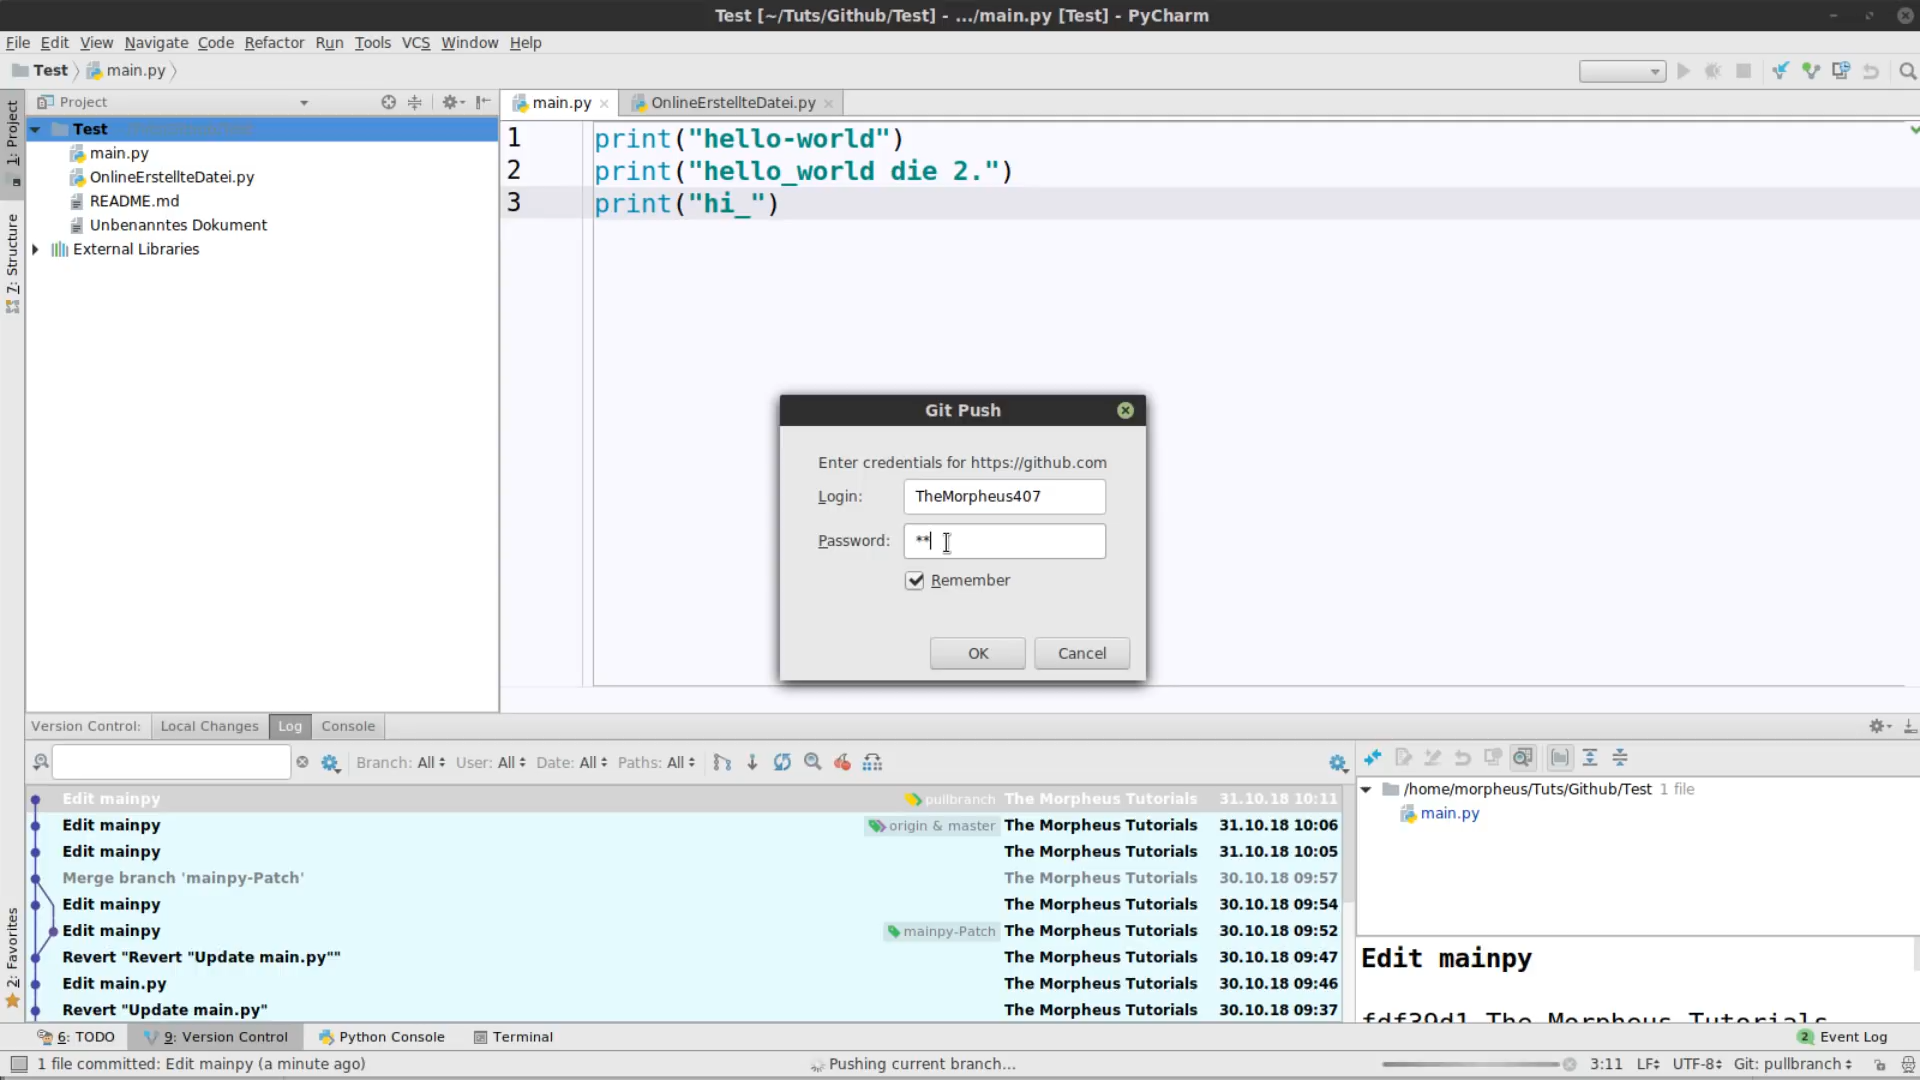 Test [~/Tuts/Github/Test] - .../main.py [Test] - PyCharm
File Edit View Navigate Code Refactor Run Tools VCS Window Help
Test main.py
1: Project
7: Structure
2: Favorites
Project
Test
main.py
OnlineErstellteDatei.py
README.md
Unbenanntes Dokument
External Libraries
main.py OnlineErstellteDatei.py
1 print("hello-world")
2 print("hello_world die 2.")
3 print("hi_")
Git Push
Enter credentials for https://github.com
Login: TheMorpheus407
Password: **
Remember
OK Cancel
Version Control: Local Changes Log Console
Branch: All User: All Date: All Paths: All
Edit mainpy pullbranch The Morpheus Tutorials 31.10.18 10:11
Edit mainpy origin & master The Morpheus Tutorials 31.10.18 10:06
Edit mainpy The Morpheus Tutorials 31.10.18 10:05
Merge branch 'mainpy-Patch' The Morpheus Tutorials 30.10.18 09:57
Edit mainpy The Morpheus Tutorials 30.10.18 09:54
Edit mainpy mainpy-Patch The Morpheus Tutorials 30.10.18 09:52
Revert "Revert "Update main.py"" The Morpheus Tutorials 30.10.18 09:47
Edit main.py The Morpheus Tutorials 30.10.18 09:46
Revert "Update main.py" The Morpheus Tutorials 30.10.18 09:37
/home/morpheus/Tuts/Github/Test 1 file
main.py
Edit mainpy
fdf39d1 The Morpheus Tutorials
6: TODO 9: Version Control Python Console Terminal 2 Event Log
1 file committed: Edit mainpy (a minute ago) Pushing current branch... 3:11 LF UTF-8 Git: pullbranch